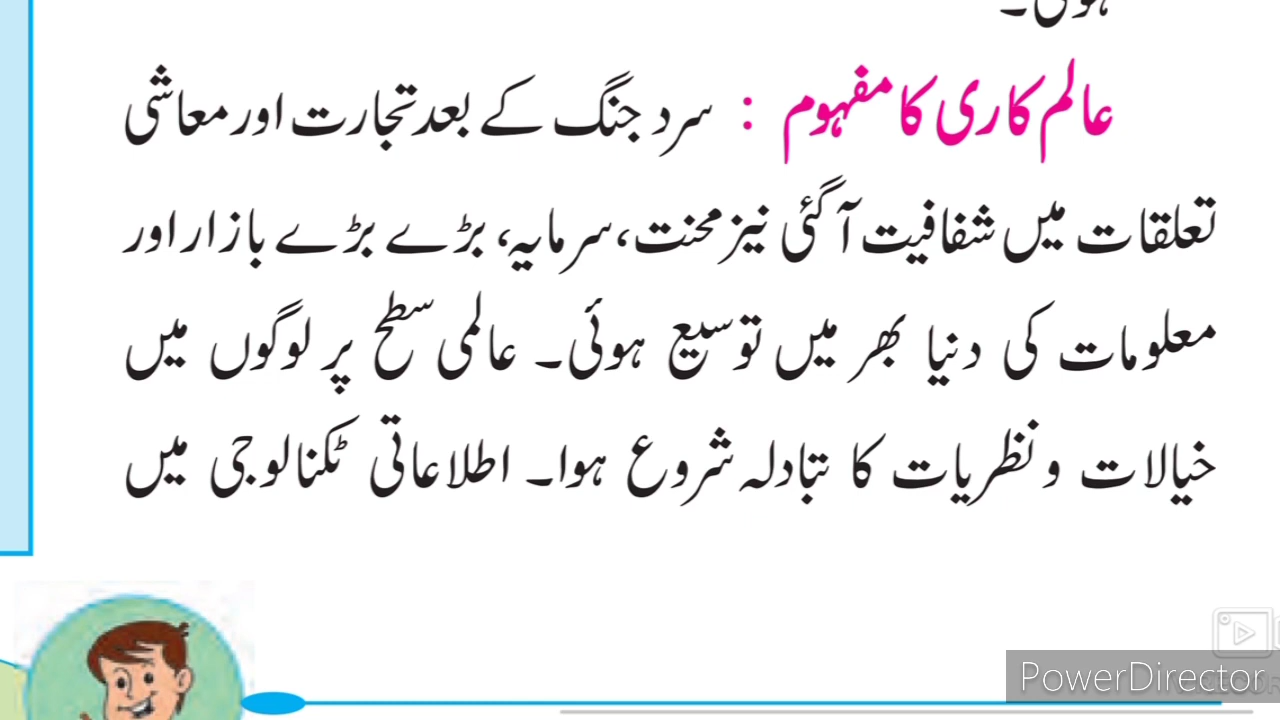 ہوئی۔
عالم کاری کا مفہوم : سرد جنگ کے بعد تجارت اور معاشی
تعلقات میں شفافیت آگئی نیز محنت، سرمایہ، بڑے بڑے بازار اور
معلومات کی دنیا بھر میں توسیع ہوئی۔ عالمی سطح پر لوگوں میں
خیالات و نظریات کا تبادلہ شروع ہوا۔ اطلاعاتی ٹکنالوجی میں
PowerDirector